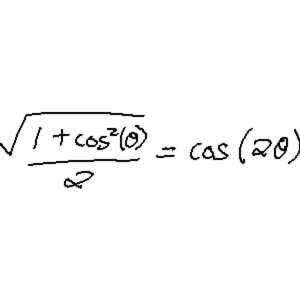 √(1 + cos²(θ)) / 2 = cos(2θ)